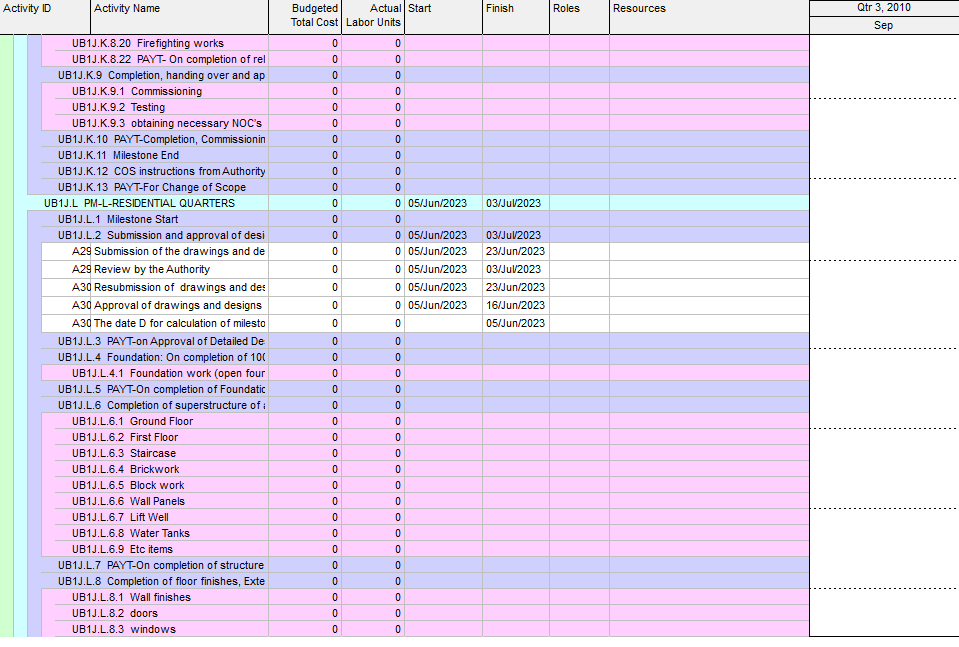 Activity ID Activity Name Budgeted Total Cost Actual Labor Units Start Finish Roles Resources Qtr 3, 2010
Sep
UB1J.K.8.20 Firefighting works 0 0
UB1J.K.8.22 PAYT- On completion of rel 0 0
UB1J.K.9 Completion, handing over and ap 0 0
UB1J.K.9.1 Commissioning 0 0
UB1J.K.9.2 Testing 0 0
UB1J.K.9.3 obtaining necessary NOC's 0 0
UB1J.K.10 PAYT-Completion, Commissionin 0 0
UB1J.K.11 Milestone End 0 0
UB1J.K.12 COS instructions from Authority 0 0
UB1J.K.13 PAYT-For Change of Scope 0 0
UB1J.L PM-L-RESIDENTIAL QUARTERS 0 0 05/Jun/2023 03/Jul/2023
UB1J.L.1 Milestone Start 0 0
UB1J.L.2 Submission and approval of desi 0 0 05/Jun/2023 03/Jul/2023
A29 Submission of the drawings and de 0 0 05/Jun/2023 23/Jun/2023
A29 Review by the Authority 0 0 05/Jun/2023 03/Jul/2023
A30 Resubmission of drawings and des 0 0 05/Jun/2023 23/Jun/2023
A30 Approval of drawings and designs 0 0 05/Jun/2023 16/Jun/2023
A30 The date D for calculation of milesto 0 0 05/Jun/2023
UB1J.L.3 PAYT-on Approval of Detailed De 0 0
UB1J.L.4 Foundation: On completion of 100 0 0
UB1J.L.4.1 Foundation work (open four 0 0
UB1J.L.5 PAYT-On completion of Foundatio 0 0
UB1J.L.6 Completion of superstructure of a 0 0
UB1J.L.6.1 Ground Floor 0 0
UB1J.L.6.2 First Floor 0 0
UB1J.L.6.3 Staircase 0 0
UB1J.L.6.4 Brickwork 0 0
UB1J.L.6.5 Block work 0 0
UB1J.L.6.6 Wall Panels 0 0
UB1J.L.6.7 Lift Well 0 0
UB1J.L.6.8 Water Tanks 0 0
UB1J.L.6.9 Etc items 0 0
UB1J.L.7 PAYT-On completion of structure 0 0
UB1J.L.8 Completion of floor finishes, Exte 0 0
UB1J.L.8.1 Wall finishes 0 0
UB1J.L.8.2 doors 0 0
UB1J.L.8.3 windows 0 0